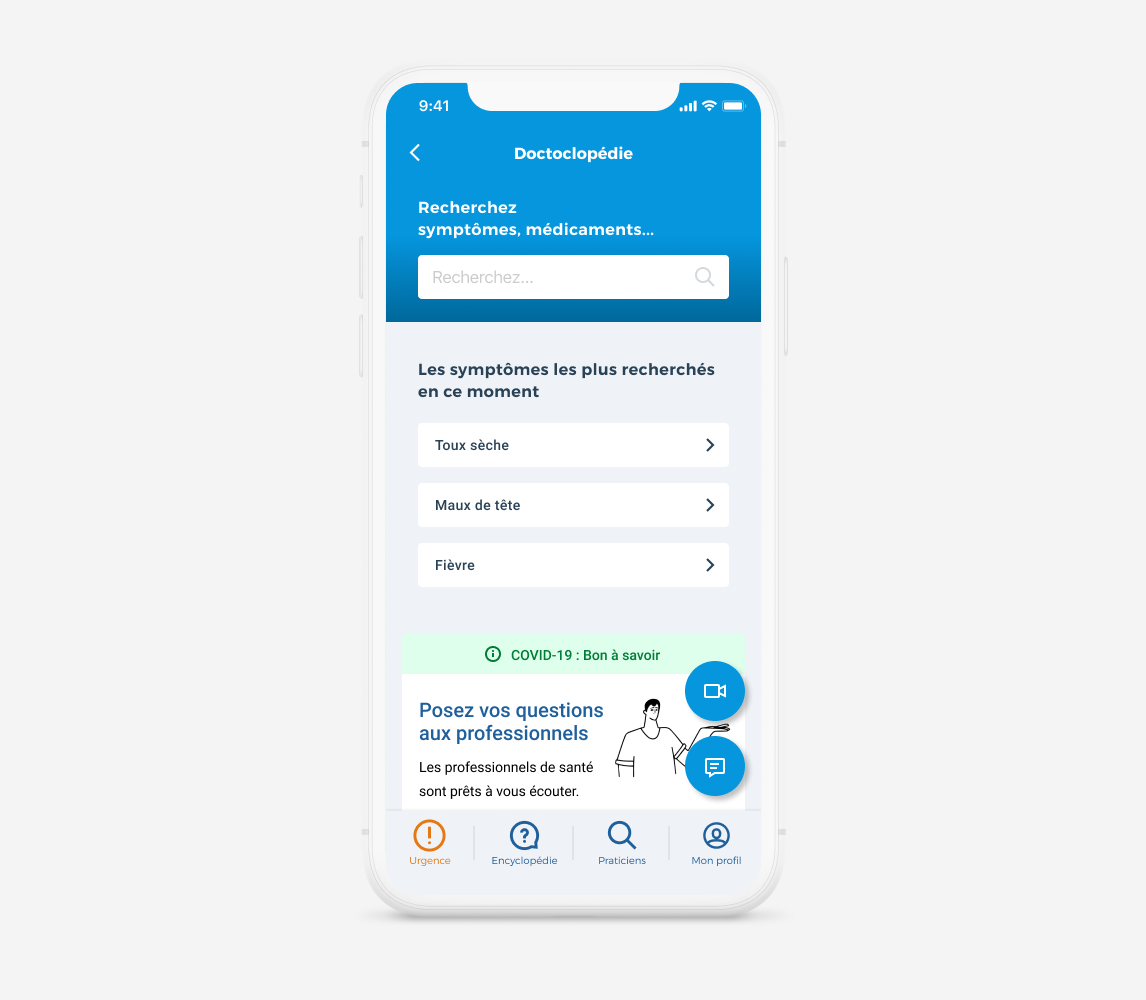 9:41
Doctoclopédie
Recherchez
symptômes, médicaments...
Recherchez...
Les symptômes les plus recherchés
en ce moment
Toux sèche
Maux de tête
Fièvre
COVID-19 : Bon à savoir
Posez vos questions
aux professionnels
Les professionnels de santé
sont prêts à vous écouter.
Urgence
Encyclopédie
Praticiens
Mon profil